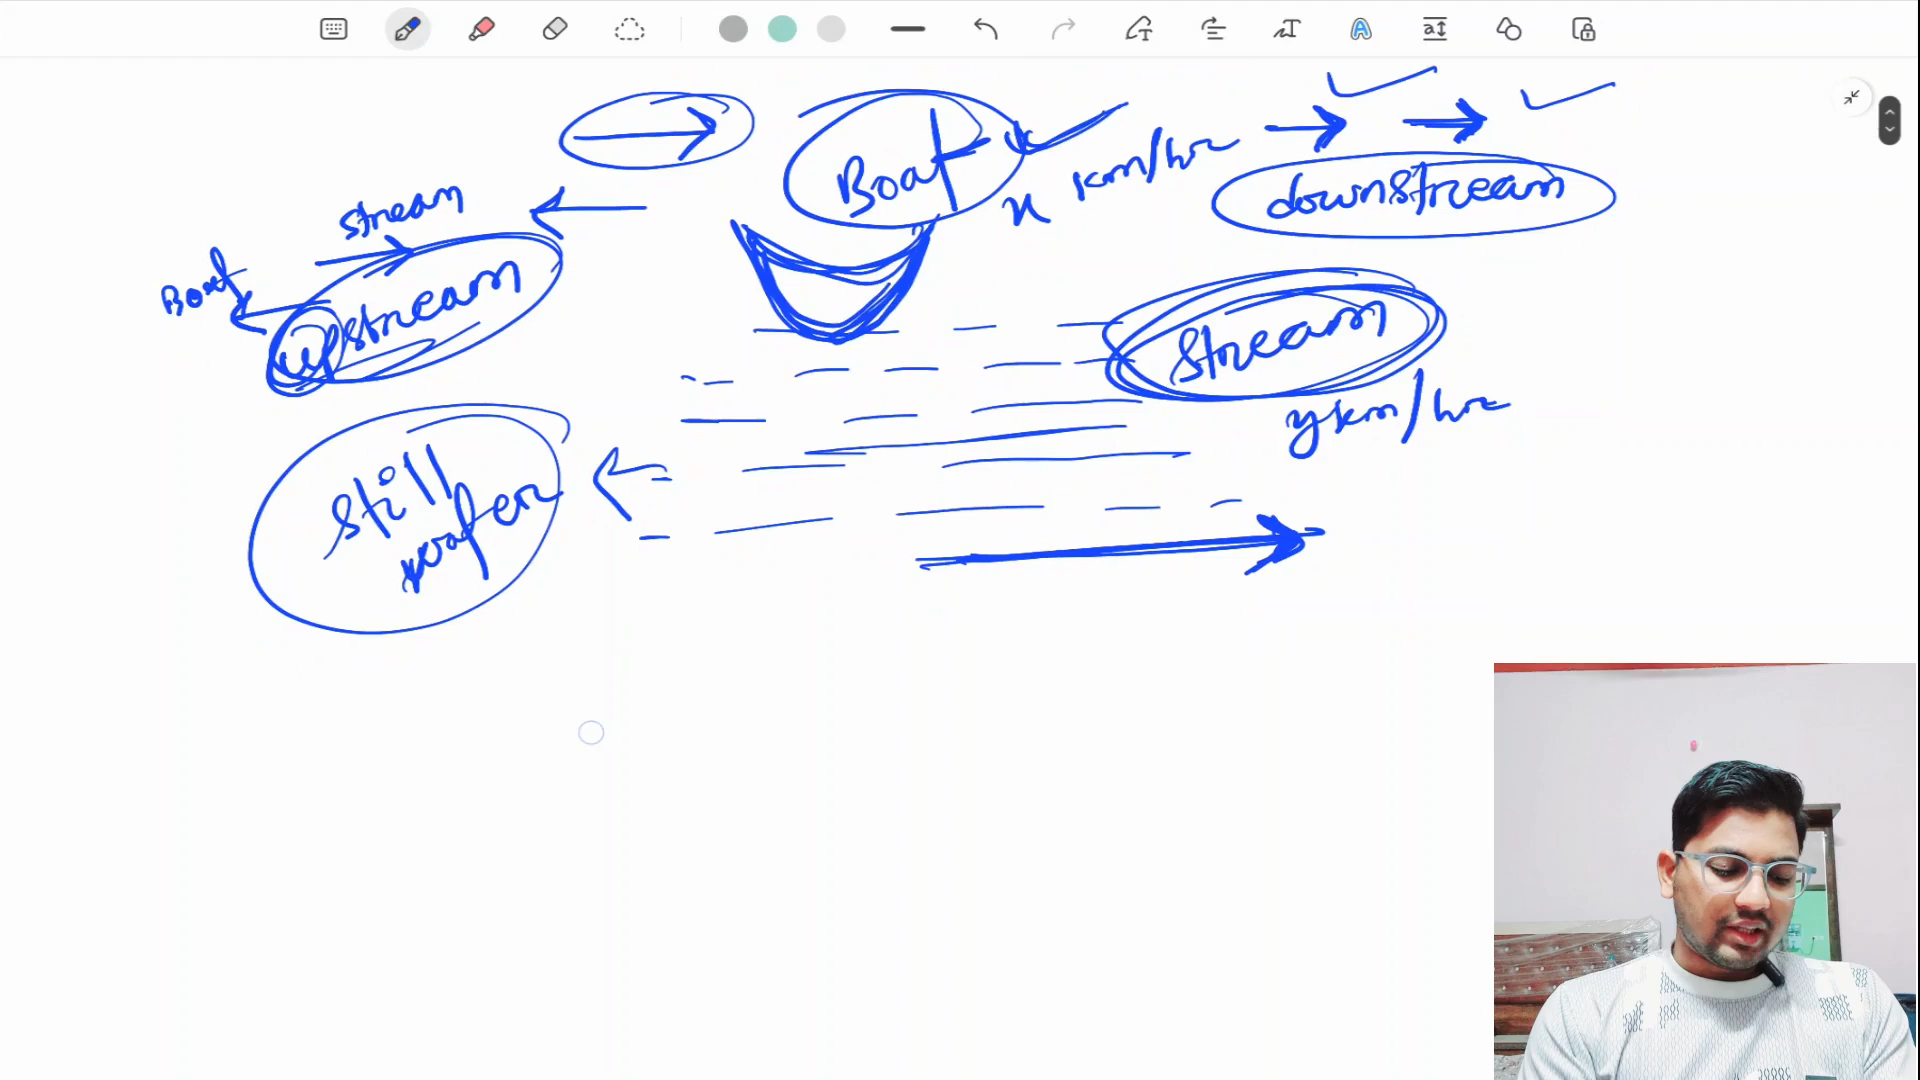 Boat
x km/hr
downstream
stream
Boat
upstream
stream
y km/hr
still
water